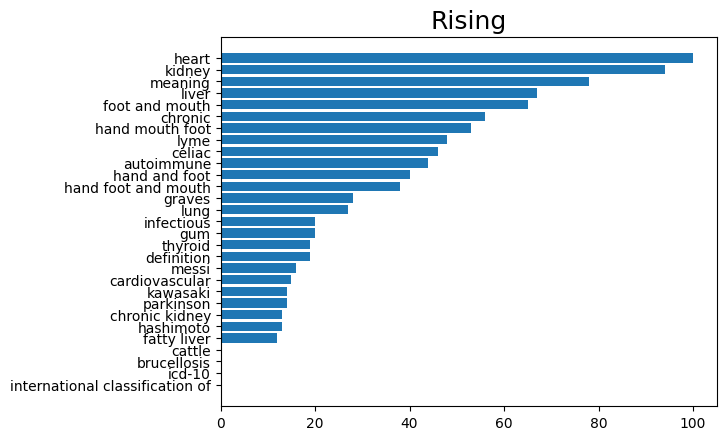 Rising
heart
kidney
meaning
liver
foot and mouth
chronic
hand mouth foot
lyme
celiac
autoimmune
hand and foot
hand foot and mouth
graves
lung
infectious
gum
thyroid
definition
messi
cardiovascular
kawasaki
parkinson
chronic kidney
hashimoto
fatty liver
cattle
brucellosis
icd-10
international classification of
0 20 40 60 80 100